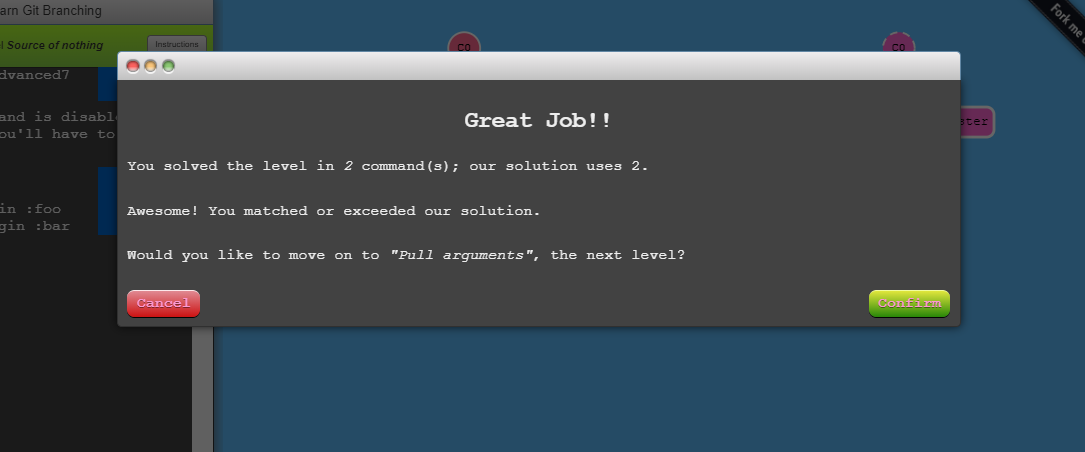 arn Git Branching
l Source of nothing
Instructions
Fork me
C0
C0
dvanced7
ster
and is disabl
ou'll have to
in :foo
gin :bar
Great Job!!
You solved the level in 2 command(s); our solution uses 2.
Awesome! You matched or exceeded our solution.
Would you like to move on to "Pull arguments", the next level?
Cancel
Confirm